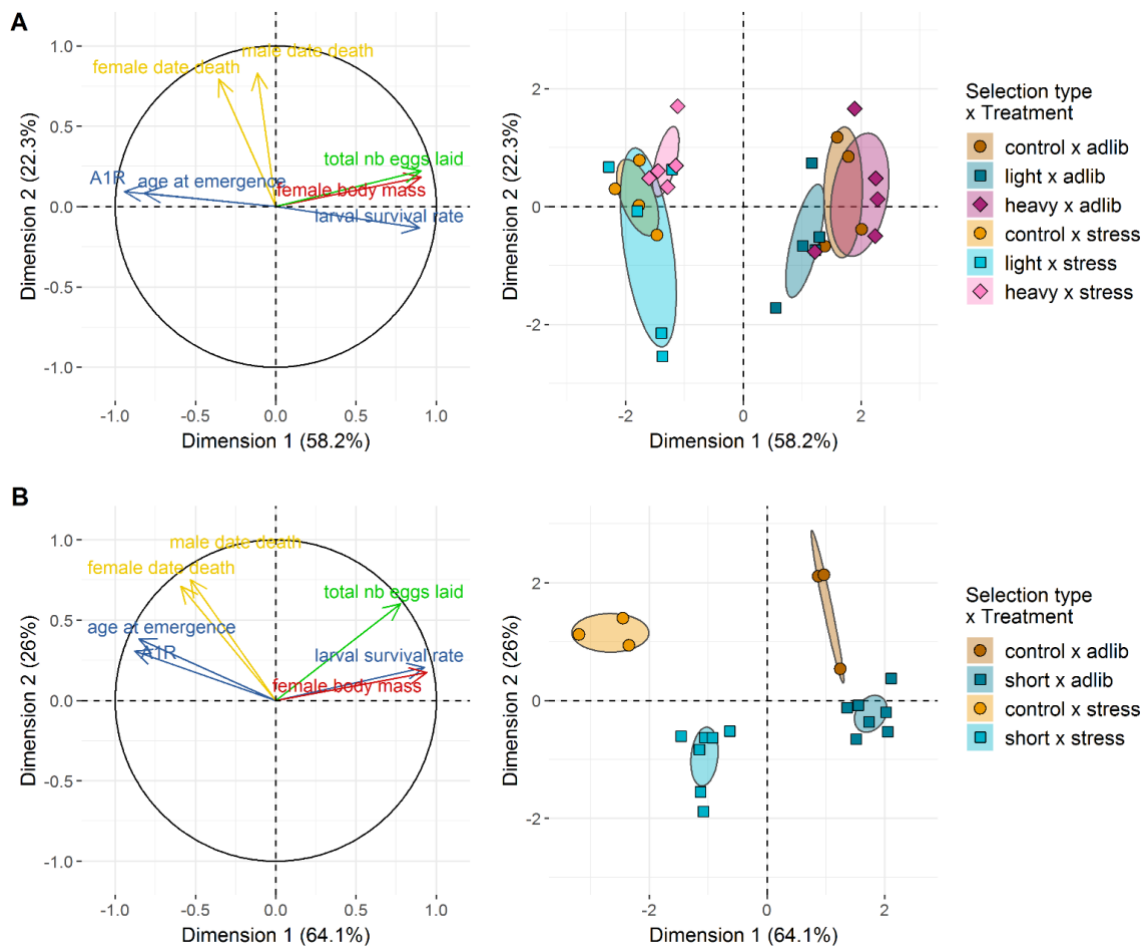 A
Dimension 2 (22.3%)
1.0
0.5
0.0
-0.5
-1.0
male date death
female date death
total nb eggs laid
A1R
age at emergence
female body mass
larval survival rate
-1.0
-0.5
0.0
0.5
1.0
Dimension 1 (58.2%)
Dimension 2 (22.3%)
2
0
-2
-2
0
2
Dimension 1 (58.2%)
Selection type
x Treatment
control x adlib
light x adlib
heavy x adlib
control x stress
light x stress
heavy x stress
B
Dimension 2 (26%)
1.0
0.5
0.0
-0.5
-1.0
male date death
female date death
total nb eggs laid
age at emergence
A1R
larval survival rate
female body mass
-1.0
-0.5
0.0
0.5
1.0
Dimension 1 (64.1%)
Dimension 2 (26%)
2
0
-2
-2
0
2
Dimension 1 (64.1%)
Selection type
x Treatment
control x adlib
short x adlib
control x stress
short x stress